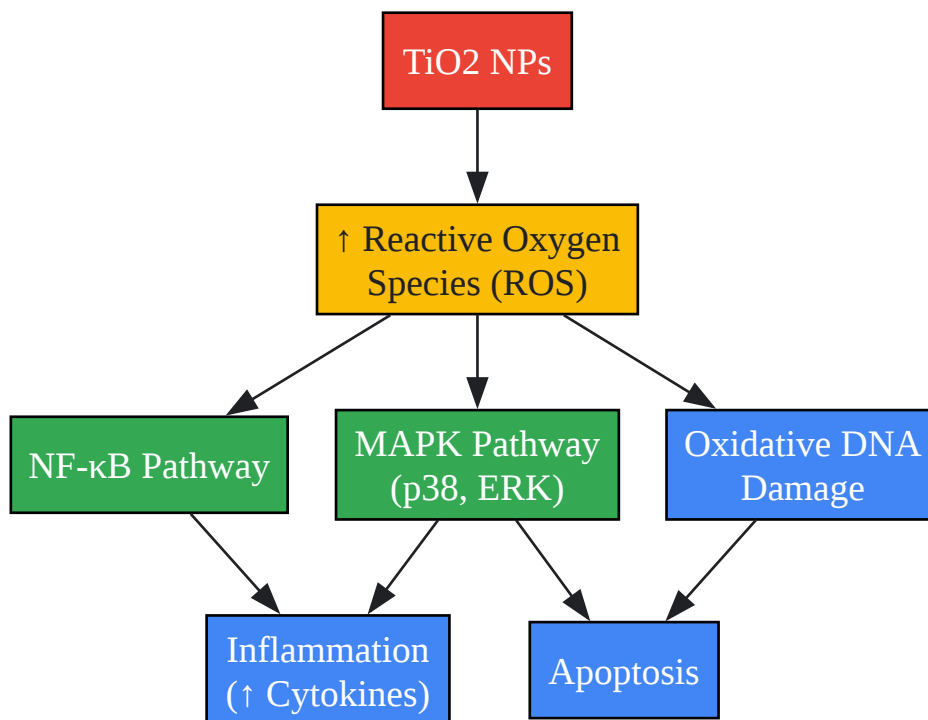 TiO2 NPs
↑ Reactive Oxygen
Species (ROS)
NF-κB Pathway
MAPK Pathway
(p38, ERK)
Oxidative DNA
Damage
Inflammation
(↑ Cytokines)
Apoptosis